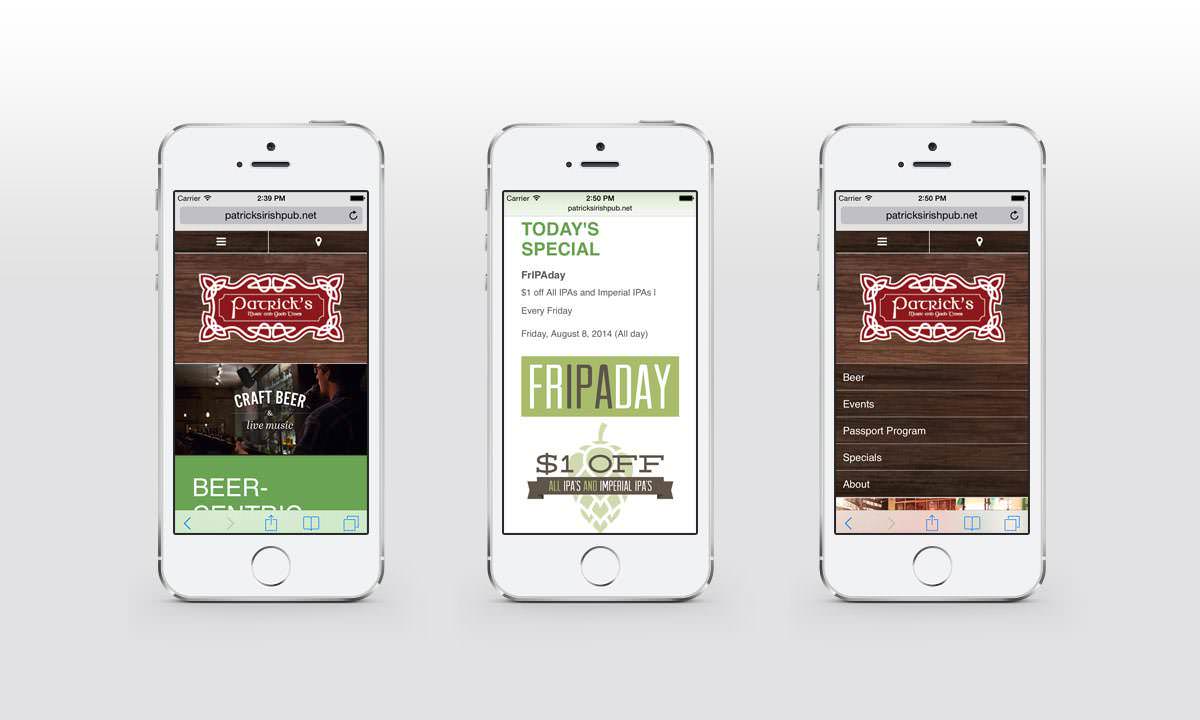 Carrier 2:39 PM
patricksirishpub.net
Patrick's
Music and Good Times
CRAFT BEER
&
live music
BEER-
CENTRIC
Carrier 2:50 PM
patricksirishpub.net
TODAY'S
SPECIAL
FrIPAday
$1 off All IPAs and Imperial IPAs |
Every Friday
Friday, August 8, 2014 (All day)
FRIPADAY
$1 OFF
ALL IPA'S AND IMPERIAL IPA'S
Carrier 2:50 PM
patricksirishpub.net
Patrick's
Music and Good Times
Beer
Events
Passport Program
Specials
About